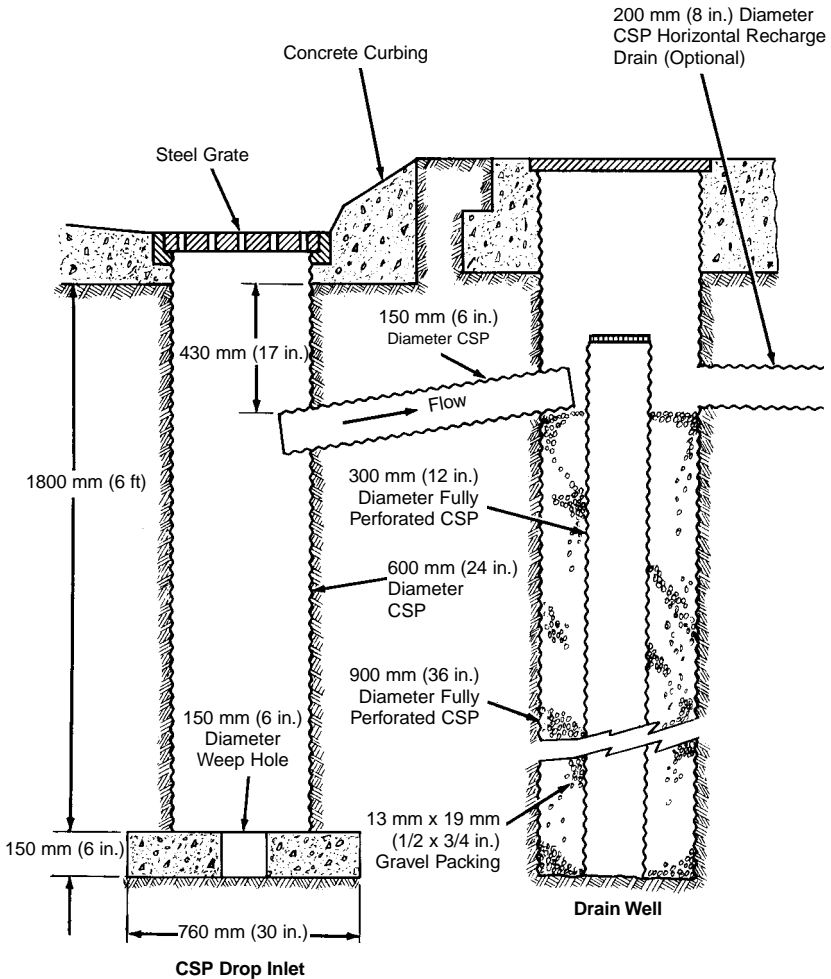 200 mm (8 in.) Diameter
CSP Horizontal Recharge
Drain (Optional)
Concrete Curbing
Steel Grate
150 mm (6 in.)
Diameter CSP
430 mm (17 in.)
Flow
1800 mm (6 ft)
300 mm (12 in.)
Diameter Fully
Perforated CSP
600 mm (24 in.)
Diameter
CSP
900 mm (36 in.)
Diameter Fully
Perforated CSP
150 mm (6 in.)
Diameter
Weep Hole
13 mm x 19 mm
(1/2 x 3/4 in.)
Gravel Packing
150 mm (6 in.)
Drain Well
760 mm (30 in.)
CSP Drop Inlet